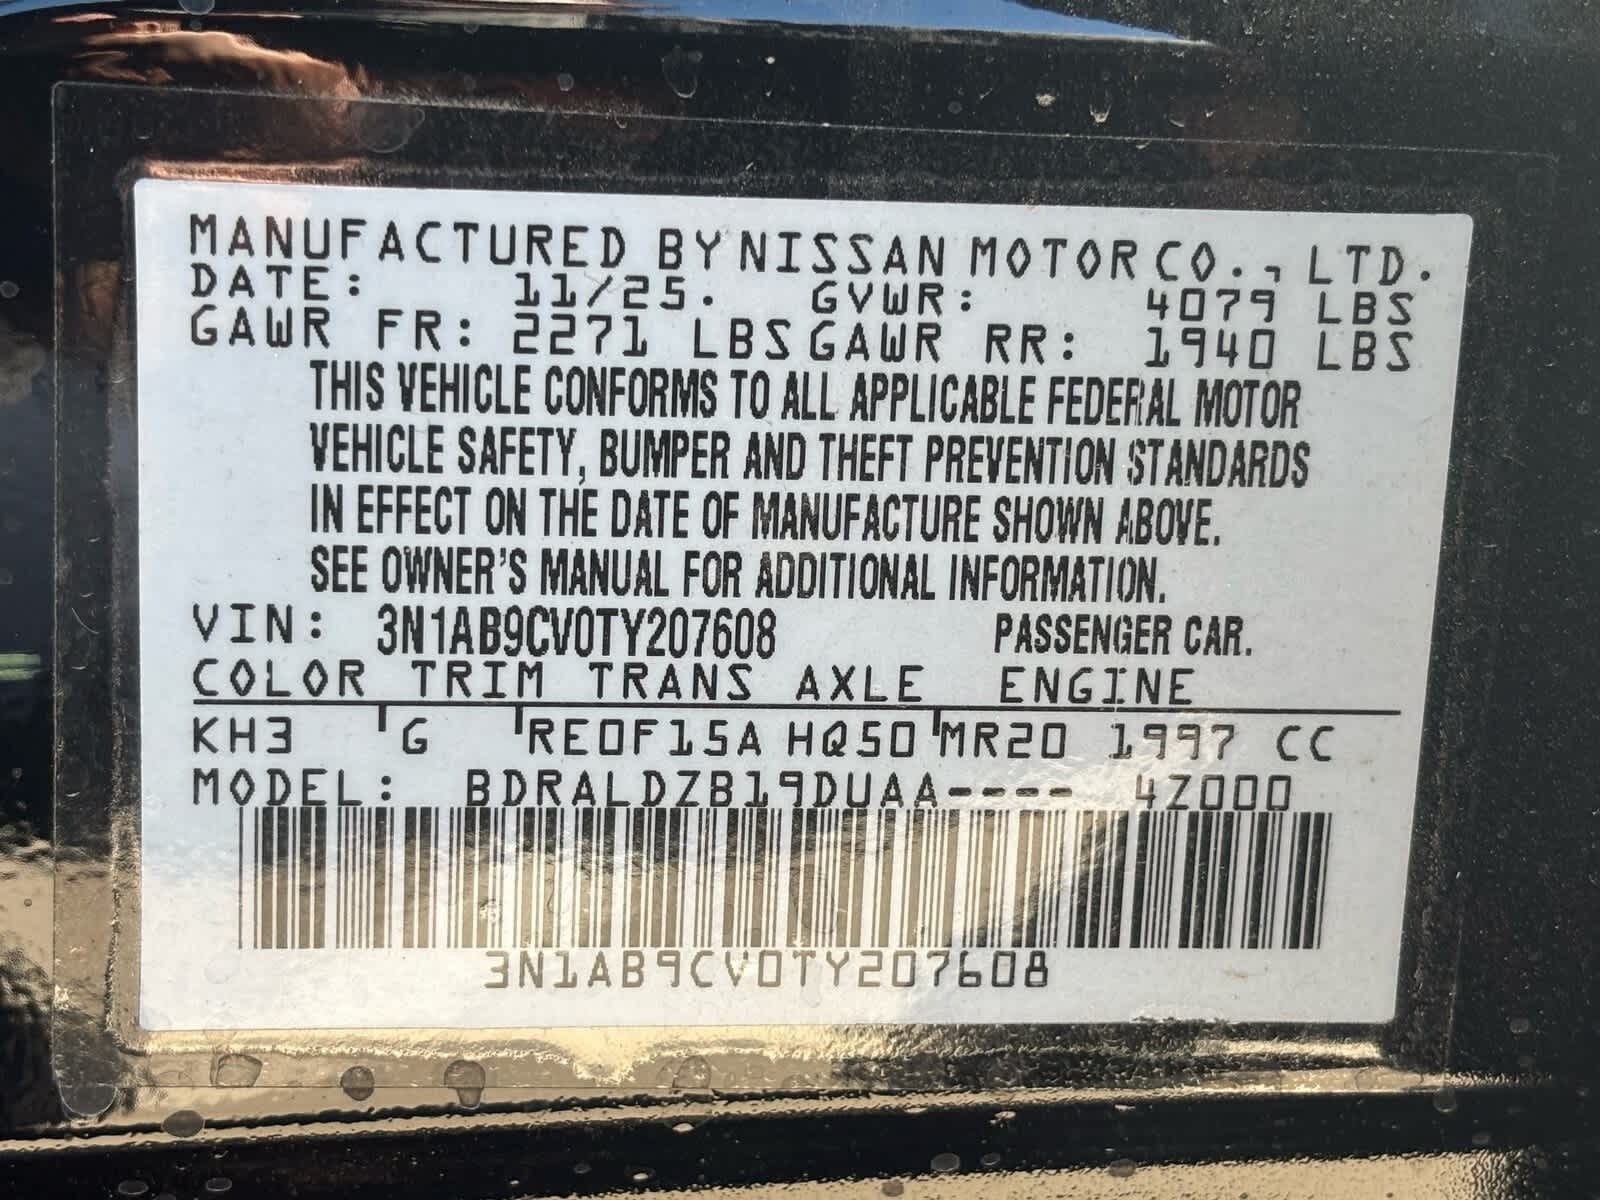 MANUFACTURED BY NISSAN MOTOR CO., LTD.
DATE: 11/25. GVWR: 4079 LBS
GAWR FR: 2271 LBS GAWR RR: 1940 LBS
THIS VEHICLE CONFORMS TO ALL APPLICABLE FEDERAL MOTOR
VEHICLE SAFETY, BUMPER AND THEFT PREVENTION STANDARDS
IN EFFECT ON THE DATE OF MANUFACTURE SHOWN ABOVE.
SEE OWNER'S MANUAL FOR ADDITIONAL INFORMATION.
VIN: 3N1AB9CV0TY207608 PASSENGER CAR.
COLOR TRIM TRANS AXLE ENGINE
KH3 G RE0F15A HQ50 MR20 1997 CC
MODEL: BDRALDZB19DUAA---- 4Z000
3N1AB9CV0TY207608